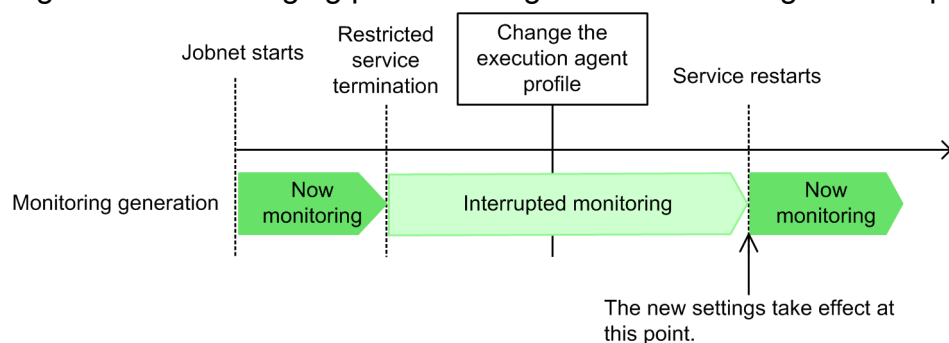 Jobnet starts
Restricted
service
termination
Change the
execution agent
profile
Service restarts
Monitoring generation
Now
monitoring
Interrupted monitoring
Now
monitoring
The new settings take effect at
this point.